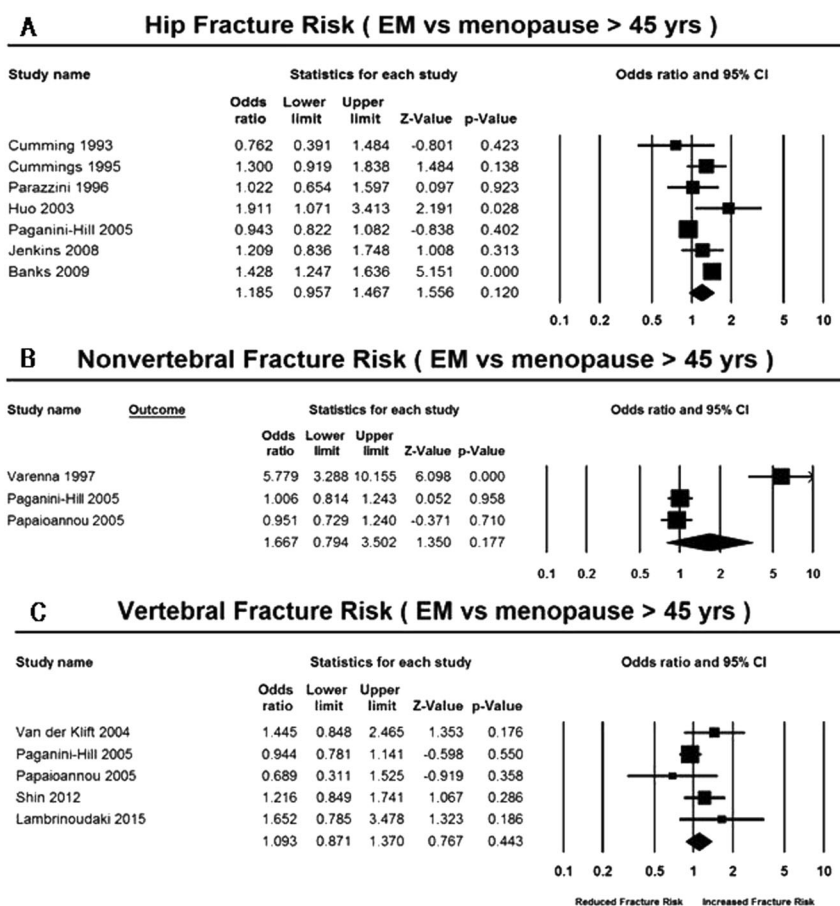 A Hip Fracture Risk ( EM vs menopause > 45 yrs )
Study name Statistics for each study Odds ratio and 95% CI
Odds ratio Lower limit Upper limit Z-Value p-Value
Cumming 1993 0.762 0.391 1.484 -0.801 0.423
Cummings 1995 1.300 0.919 1.838 1.484 0.138
Parazzini 1996 1.022 0.654 1.597 0.097 0.923
Huo 2003 1.911 1.071 3.413 2.191 0.028
Paganini-Hill 2005 0.943 0.822 1.082 -0.838 0.402
Jenkins 2008 1.209 0.836 1.748 1.008 0.313
Banks 2009 1.428 1.247 1.636 5.151 0.000
1.185 0.957 1.467 1.556 0.120
0.1 0.2 0.5 1 2 5 10
B Nonvertebral Fracture Risk ( EM vs menopause > 45 yrs )
Study name Outcome Statistics for each study Odds ratio and 95% CI
Odds ratio Lower limit Upper limit Z-Value p-Value
Varenna 1997 5.779 3.288 10.155 6.098 0.000
Paganini-Hill 2005 1.006 0.814 1.243 0.052 0.958
Papaioannou 2005 0.951 0.729 1.240 -0.371 0.710
1.667 0.794 3.502 1.350 0.177
0.1 0.2 0.5 1 2 5 10
C Vertebral Fracture Risk ( EM vs menopause > 45 yrs )
Study name Statistics for each study Odds ratio and 95% CI
Odds ratio Lower limit Upper limit Z-Value p-Value
Van der Klift 2004 1.445 0.848 2.465 1.353 0.176
Paganini-Hill 2005 0.944 0.781 1.141 -0.598 0.550
Papaioannou 2005 0.689 0.311 1.525 -0.919 0.358
Shin 2012 1.216 0.849 1.741 1.067 0.286
Lambrinoudaki 2015 1.652 0.785 3.478 1.323 0.186
1.093 0.871 1.370 0.767 0.443
0.1 0.2 0.5 1 2 5 10
Reduced Fracture Risk Increased Fracture Risk